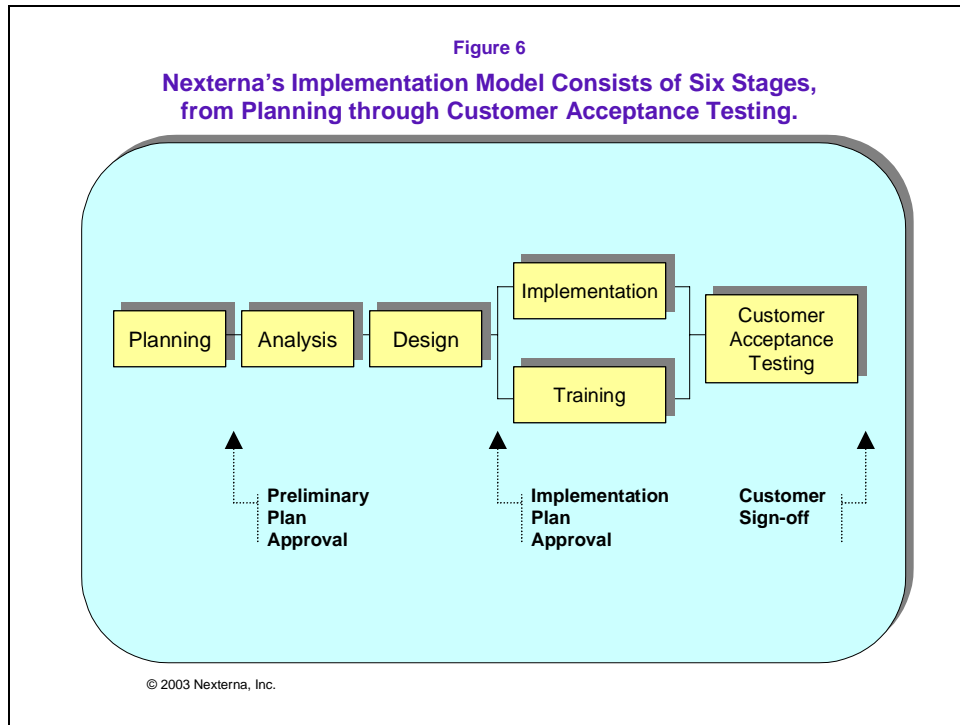 Figure 6
Nexterna's Implementation Model Consists of Six Stages,
from Planning through Customer Acceptance Testing.
Planning
Analysis
Design
Implementation
Training
Customer
Acceptance
Testing
Preliminary
Plan
Approval
Implementation
Plan
Approval
Customer
Sign-off
© 2003 Nexterna, Inc.